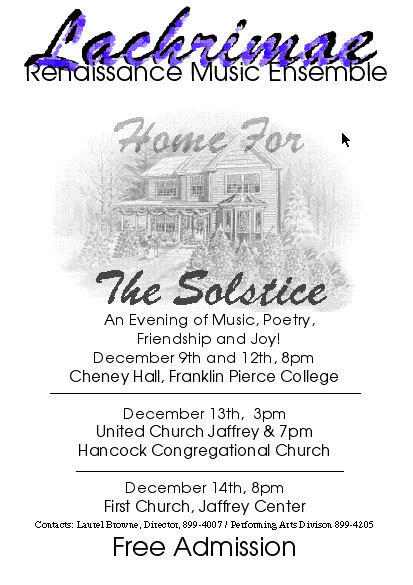 Lachrimae
Renaissance Music Ensemble
Home For
The Solstice
An Evening of Music, Poetry,
Friendship and Joy!
December 9th and 12th, 8pm
Cheney Hall, Franklin Pierce College
December 13th, 3pm
United Church Jaffrey & 7pm
Hancock Congregational Church
December 14th, 8pm
First Church, Jaffrey Center
Contacts: Laurel Browne, Director, 899-4007 / Performing Arts Divison 899-4205
Free Admission